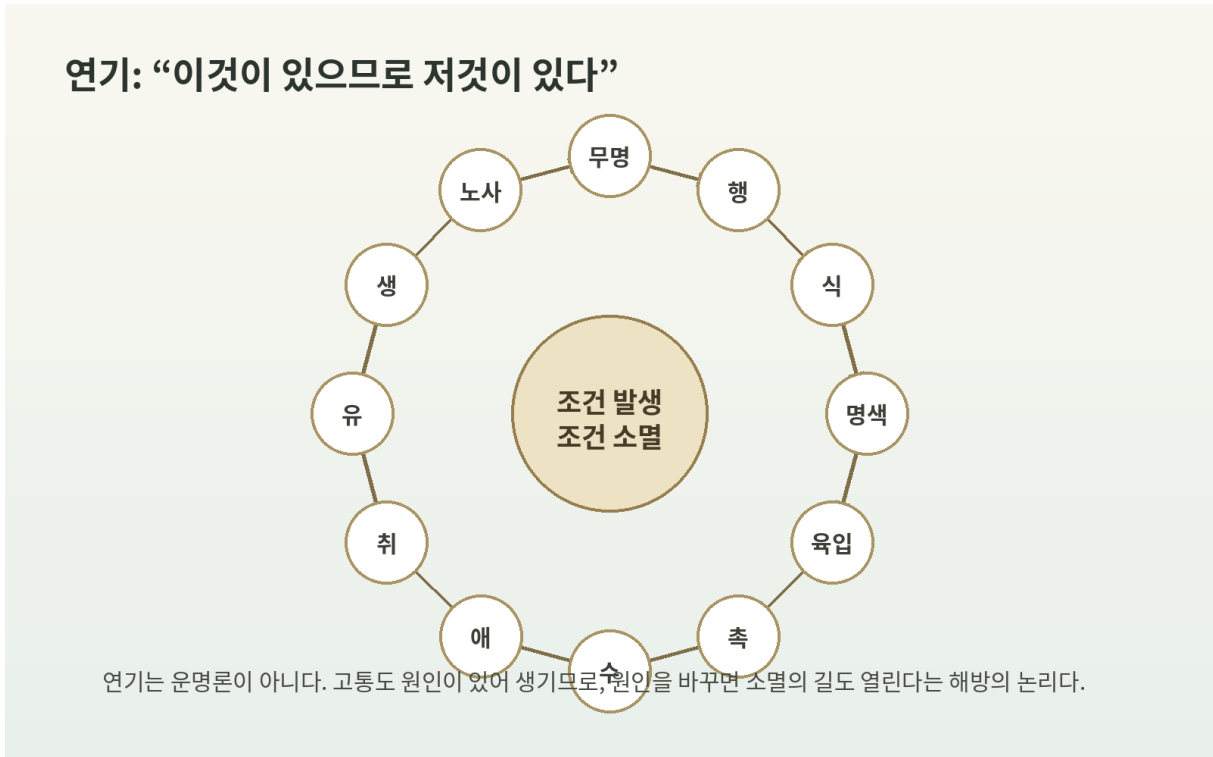 연기: “이것이 있으므로 저것이 있다”
무명
행
식
명색
육입
촉
수
애
취
유
생
노사
조건 발생
조건 소멸
연기는 운명론이 아니다. 고통도 원인이 있어 생기므로, 원인을 바꾸면 소멸의 길도 열린다는 해방의 논리다.